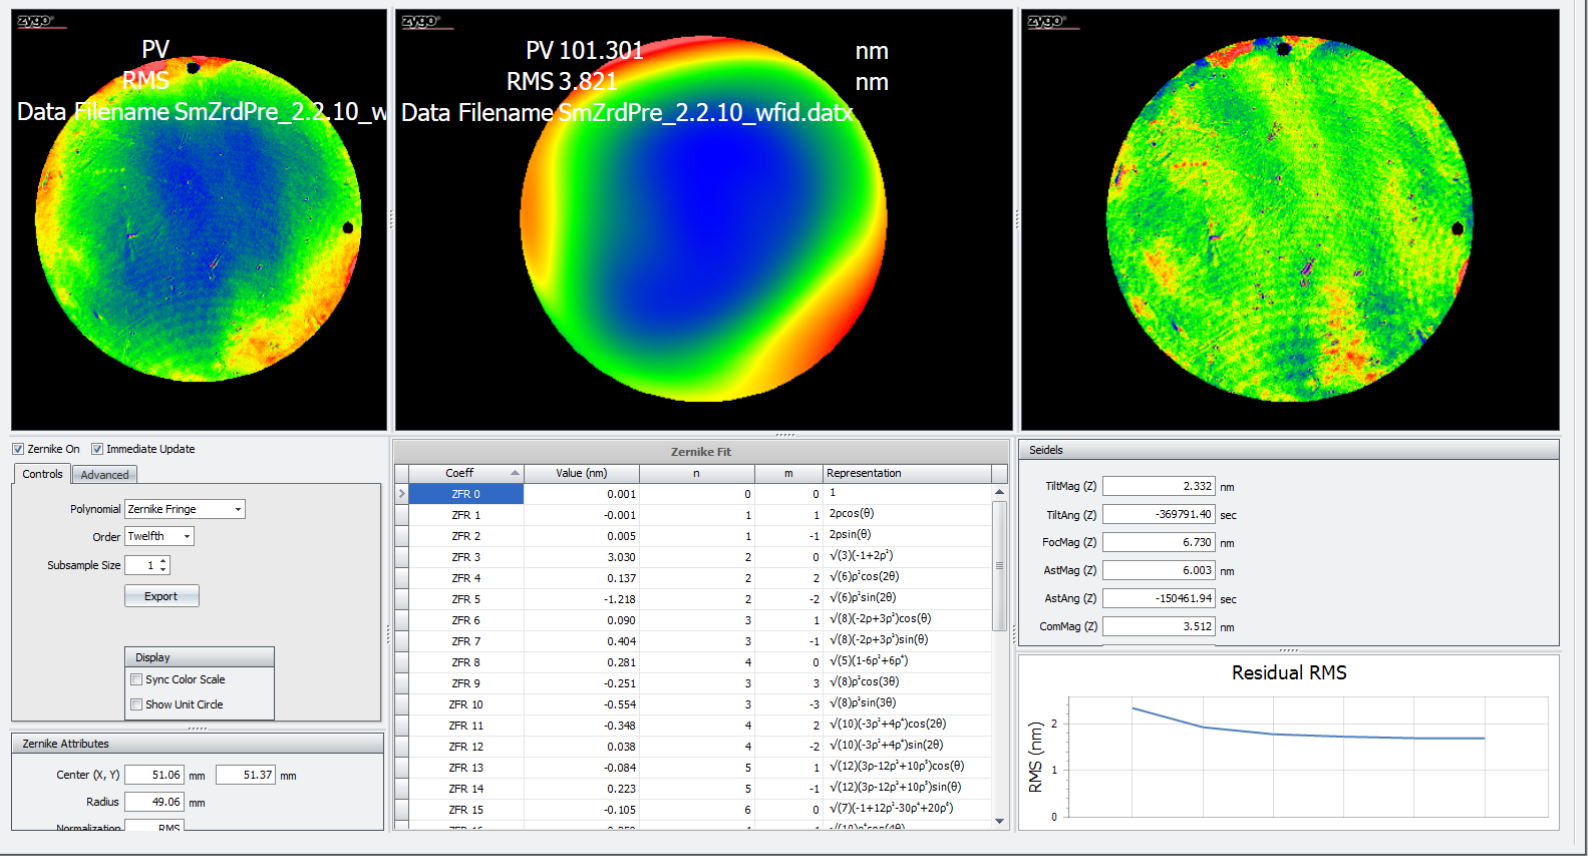 zygo
PV
RMS
Data Filename SmZrdPre_2.2.10_w
zygo
PV 101.301 nm
RMS 3.821 nm
Data Filename SmZrdPre_2.2.10_wfid.datx
zygo
Zernike On Immediate Update
Controls Advanced
Polynomial Zernike Fringe
Order Twelfth
Subsample Size 1
Export
Display
Sync Color Scale
Show Unit Circle
Zernike Attributes
Center (X, Y) 51.06 mm 51.37 mm
Radius 49.06 mm
Normalization RMS
Zernike Fit
Coeff Value (nm) n m Representation
ZFR 0 0.001 0 0 1
ZFR 1 -0.001 1 1 2ρcos(θ)
ZFR 2 0.005 1 -1 2ρsin(θ)
ZFR 3 3.030 2 0 √(3)(-1+2ρ²)
ZFR 4 0.137 2 2 √(6)ρ²cos(2θ)
ZFR 5 -1.218 2 -2 √(6)ρ²sin(2θ)
ZFR 6 0.090 3 1 √(8)(-2ρ+3ρ³)cos(θ)
ZFR 7 0.404 3 -1 √(8)(-2ρ+3ρ³)sin(θ)
ZFR 8 0.281 4 0 √(5)(1-6ρ²+6ρ⁴)
ZFR 9 -0.251 3 3 √(8)ρ³cos(3θ)
ZFR 10 -0.554 3 -3 √(8)ρ³sin(3θ)
ZFR 11 -0.348 4 2 √(10)(-3ρ²+4ρ⁴)cos(2θ)
ZFR 12 0.038 4 -2 √(10)(-3ρ²+4ρ⁴)sin(2θ)
ZFR 13 -0.084 5 1 √(12)(3ρ-12ρ³+10ρ⁵)cos(θ)
ZFR 14 0.223 5 -1 √(12)(3ρ-12ρ³+10ρ⁵)sin(θ)
ZFR 15 -0.105 6 0 √(7)(-1+12ρ²-30ρ⁴+20ρ⁶)
Seidels
TiltMag (Z) 2.332 nm
TiltAng (Z) -369791.40 sec
FocMag (Z) 6.730 nm
AstMag (Z) 6.003 nm
AstAng (Z) -150461.94 sec
ComMag (Z) 3.512 nm
Residual RMS
RMS (nm)
2
1
0